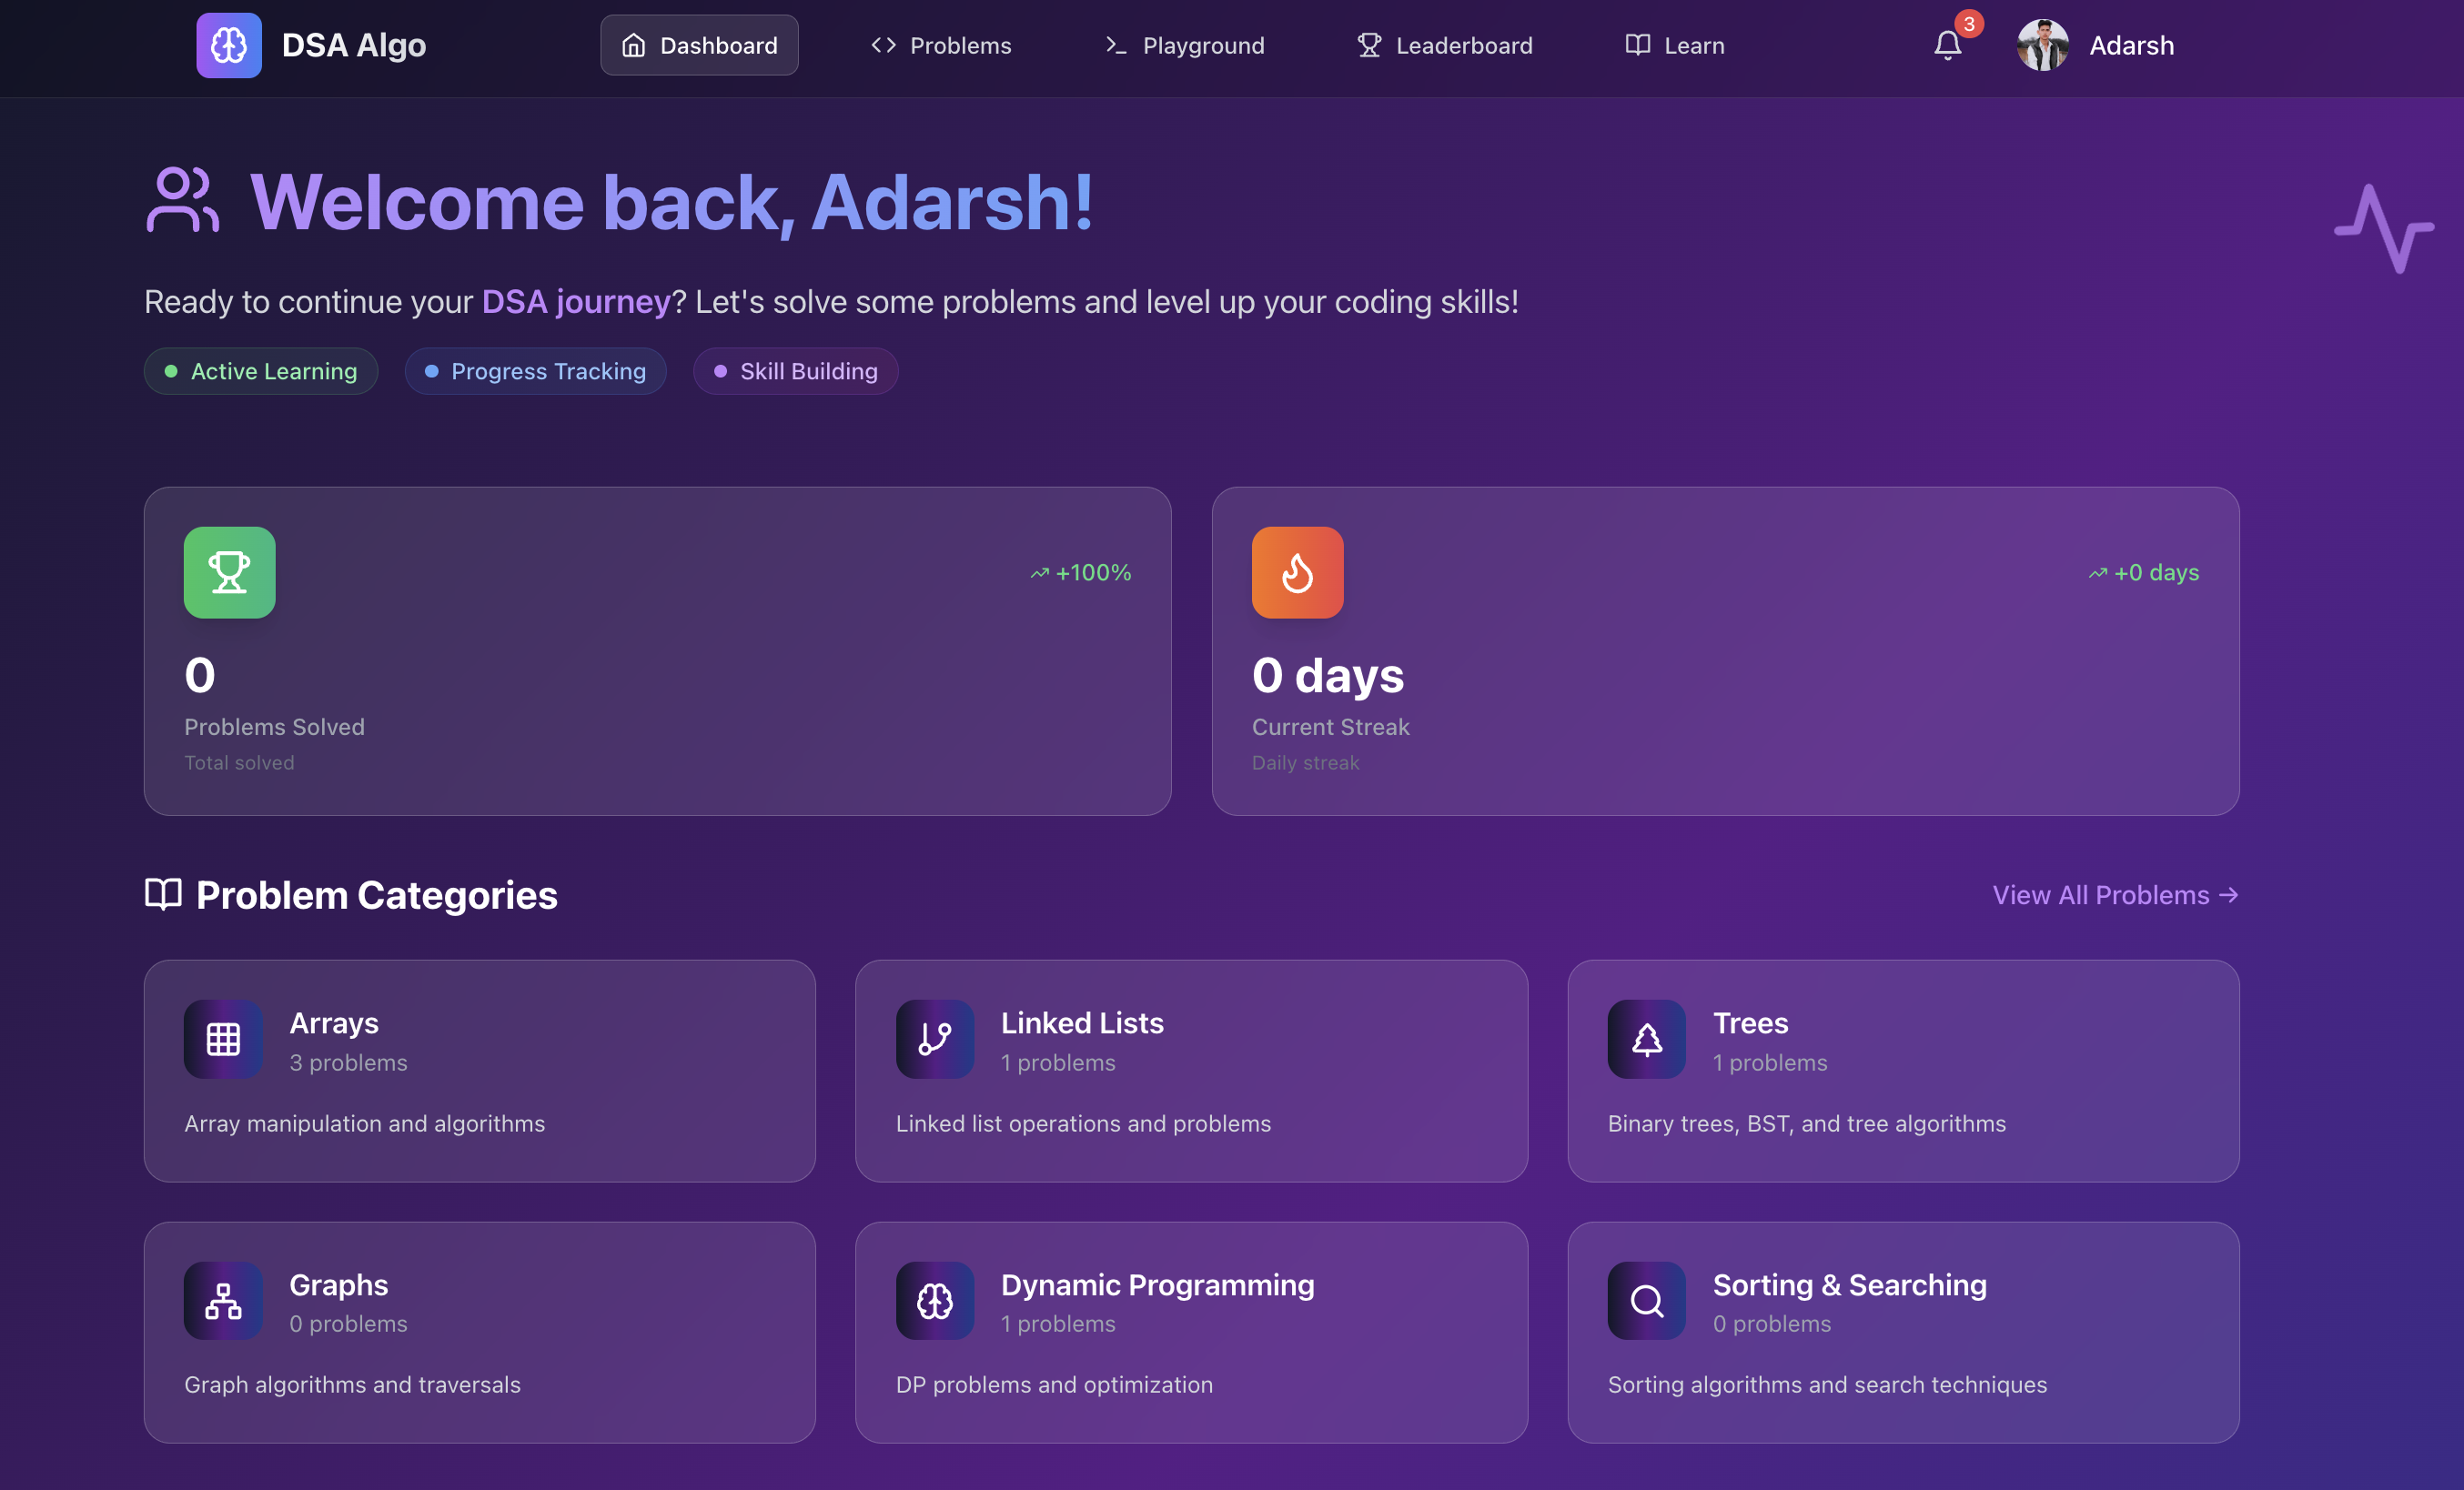 DSA Algo
Dashboard
Problems
Playground
Leaderboard
Learn
3
Adarsh
Welcome back, Adarsh!
Ready to continue your DSA journey? Let's solve some problems and level up your coding skills!
Active Learning
Progress Tracking
Skill Building
+100%
0
Problems Solved
Total solved
+0 days
0 days
Current Streak
Daily streak
Problem Categories
View All Problems →
Arrays
3 problems
Array manipulation and algorithms
Linked Lists
1 problems
Linked list operations and problems
Trees
1 problems
Binary trees, BST, and tree algorithms
Graphs
0 problems
Graph algorithms and traversals
Dynamic Programming
1 problems
DP problems and optimization
Sorting & Searching
0 problems
Sorting algorithms and search techniques